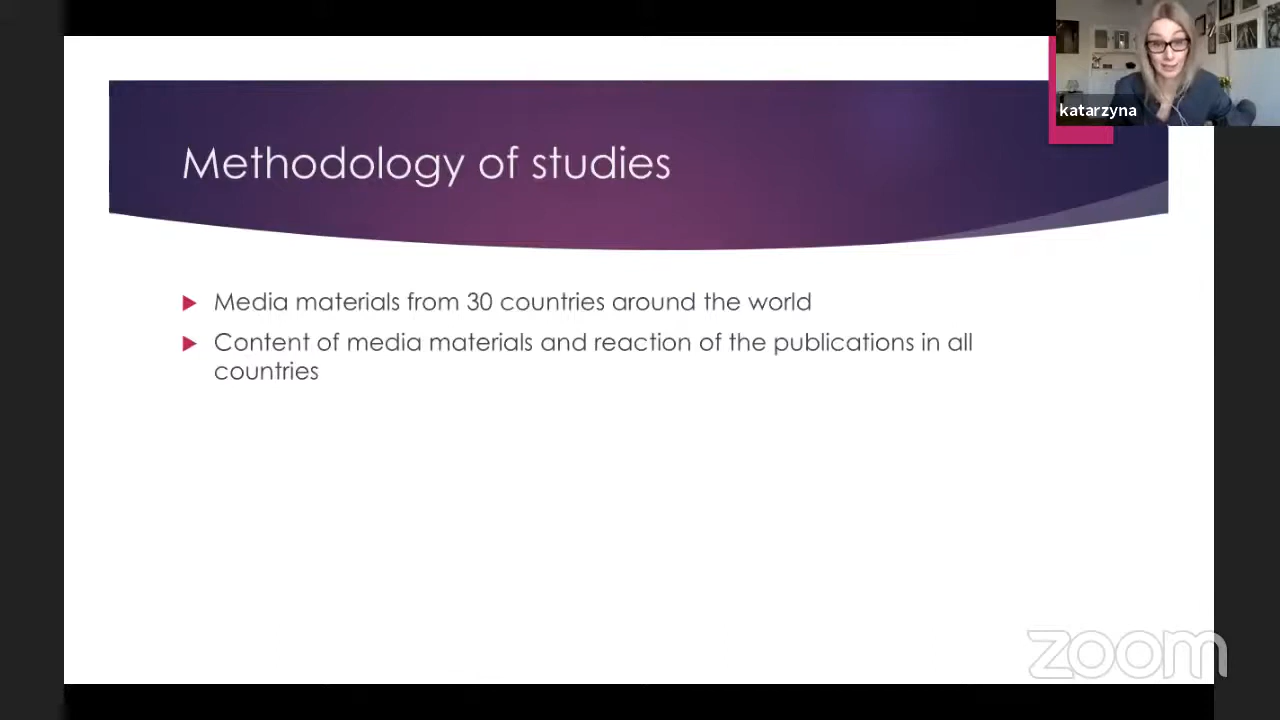 katarzyna
Methodology of studies
Media materials from 30 countries around the world
Content of media materials and reaction of the publications in all
countries
zoom